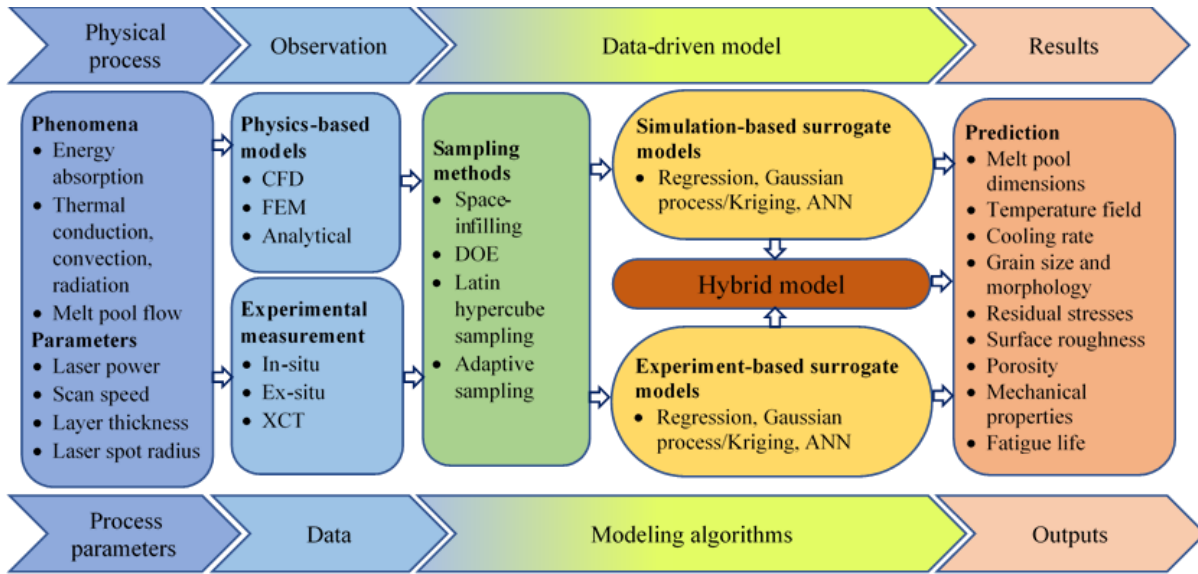 Physical
process
Observation
Data-driven model
Results
Phenomena
• Energy
absorption
• Thermal
conduction,
convection,
radiation
• Melt pool flow
Parameters
• Laser power
• Scan speed
• Layer thickness
• Laser spot radius
Physics-based
models
• CFD
• FEM
• Analytical
Experimental
measurement
• In-situ
• Ex-situ
• XCT
Sampling
methods
• Space-
infilling
• DOE
• Latin
hypercube
sampling
• Adaptive
sampling
Simulation-based surrogate
models
• Regression, Gaussian
process/Kriging, ANN
Hybrid model
Experiment-based surrogate
models
• Regression, Gaussian
process/Kriging, ANN
Prediction
• Melt pool
dimensions
• Temperature field
• Cooling rate
• Grain size and
morphology
• Residual stresses
• Surface roughness
• Porosity
• Mechanical
properties
• Fatigue life
Process
parameters
Data
Modeling algorithms
Outputs